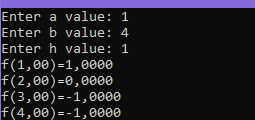 Enter a value: 1
Enter b value: 4
Enter h value: 1
f(1,00)=1,0000
f(2,00)=0,0000
f(3,00)=-1,0000
f(4,00)=-1,0000